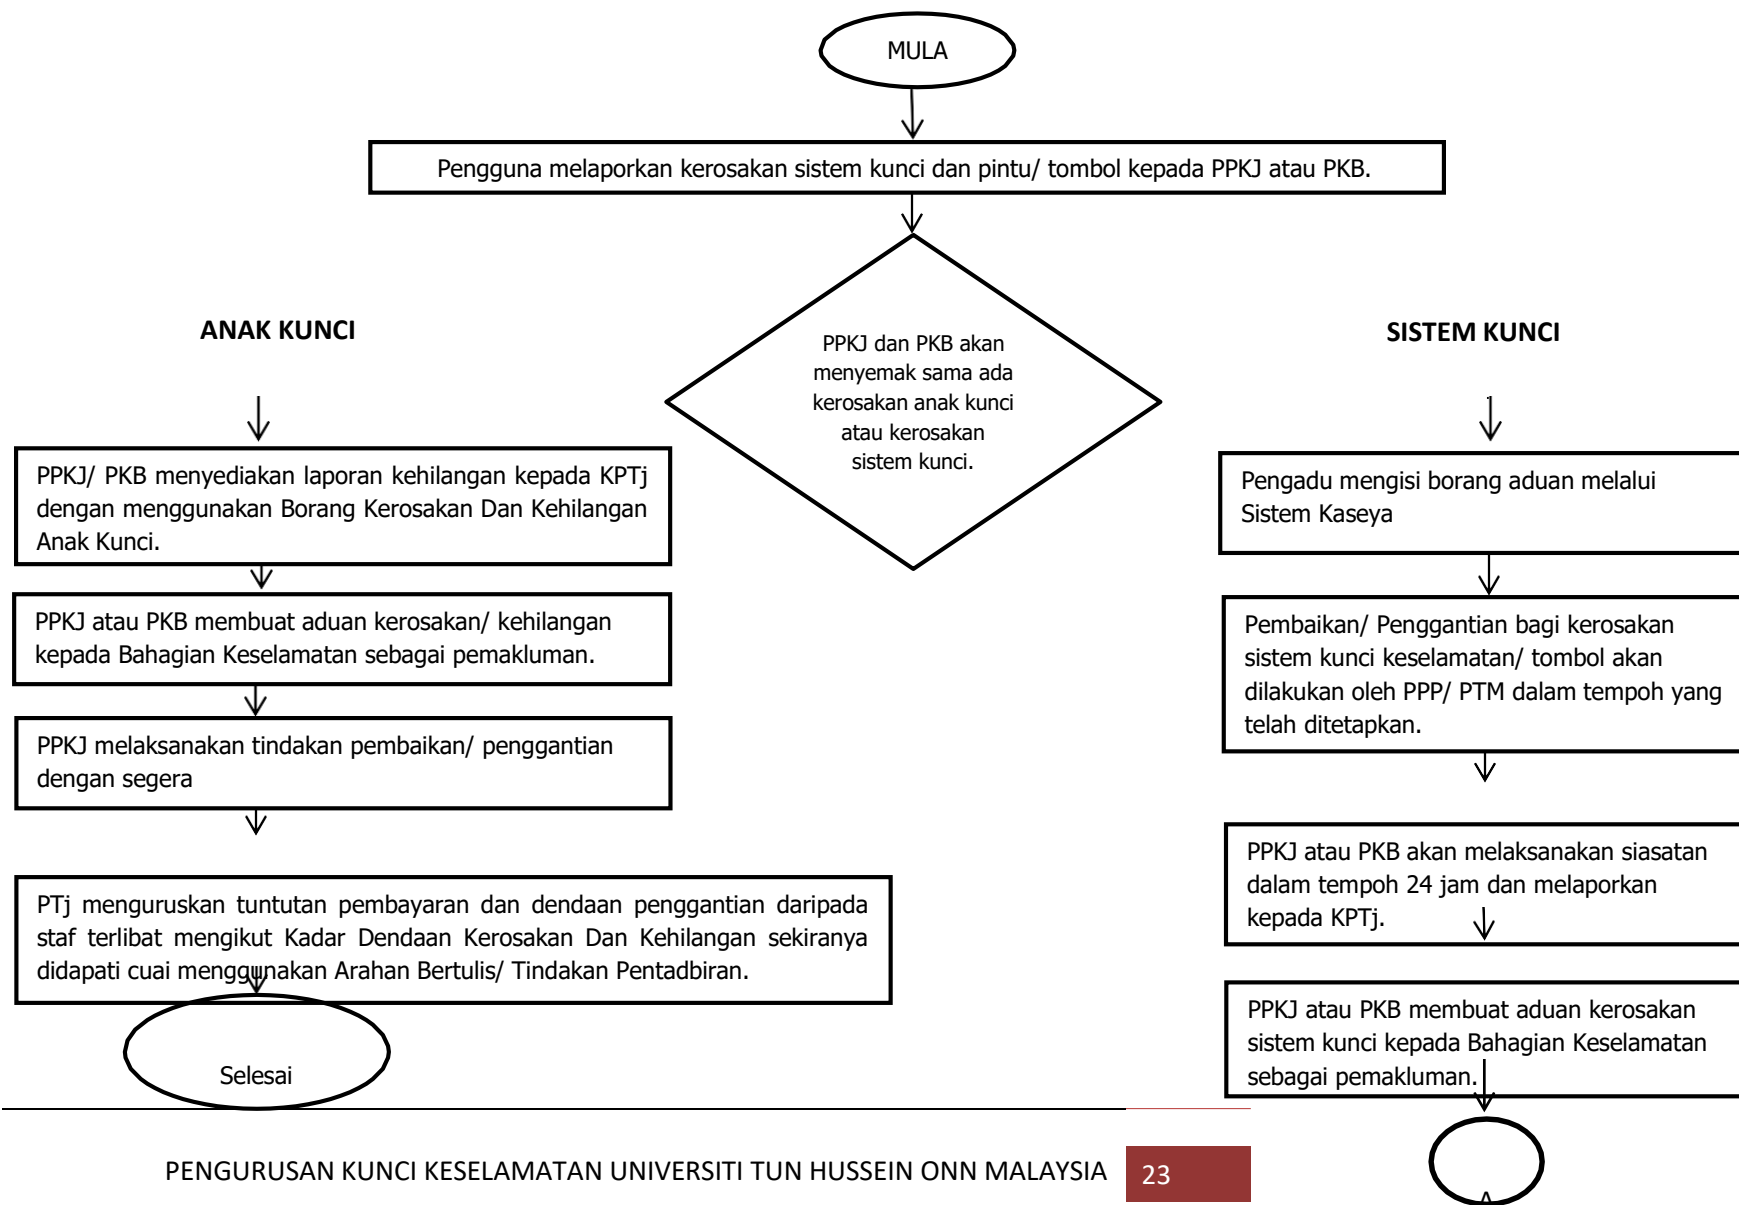 MULA
Pengguna melaporkan kerosakan sistem kunci dan pintu/ tombol kepada PPKJ atau PKB.
PPKJ dan PKB akan
menyemak sama ada
kerosakan anak kunci
atau kerosakan
sistem kunci.
ANAK KUNCI
PPKJ/ PKB menyediakan laporan kehilangan kepada KPTj
dengan menggunakan Borang Kerosakan Dan Kehilangan
Anak Kunci.
PPKJ atau PKB membuat aduan kerosakan/ kehilangan
kepada Bahagian Keselamatan sebagai pemakluman.
PPKJ melaksanakan tindakan pembaikan/ penggantian
dengan segera
PTj menguruskan tuntutan pembayaran dan dendaan penggantian daripada
staf terlibat mengikut Kadar Dendaan Kerosakan Dan Kehilangan sekiranya
didapati cuai menggunakan Arahan Bertulis/ Tindakan Pentadbiran.
Selesai
SISTEM KUNCI
Pengadu mengisi borang aduan melalui
Sistem Kaseya
Pembaikan/ Penggantian bagi kerosakan
sistem kunci keselamatan/ tombol akan
dilakukan oleh PPP/ PTM dalam tempoh yang
telah ditetapkan.
PPKJ atau PKB akan melaksanakan siasatan
dalam tempoh 24 jam dan melaporkan
kepada KPTj.
PPKJ atau PKB membuat aduan kerosakan
sistem kunci kepada Bahagian Keselamatan
sebagai pemakluman.
PENGURUSAN KUNCI KESELAMATAN UNIVERSITI TUN HUSSEIN ONN MALAYSIA 23